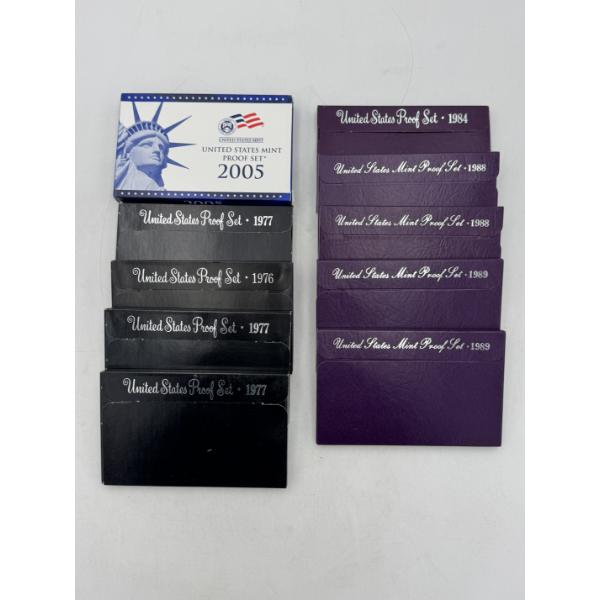 UNITED STATES MINT
UNITED STATES MINT
PROOF SET®
2005
2005
United States Proof Set · 1977
United States Proof Set · 1976
United States Proof Set · 1977
United States Proof Set · 1977
United States Proof Set · 1984
United States Mint Proof Set · 1988
United States Mint Proof Set · 1988
United States Mint Proof Set · 1989
United States Mint Proof Set · 1989